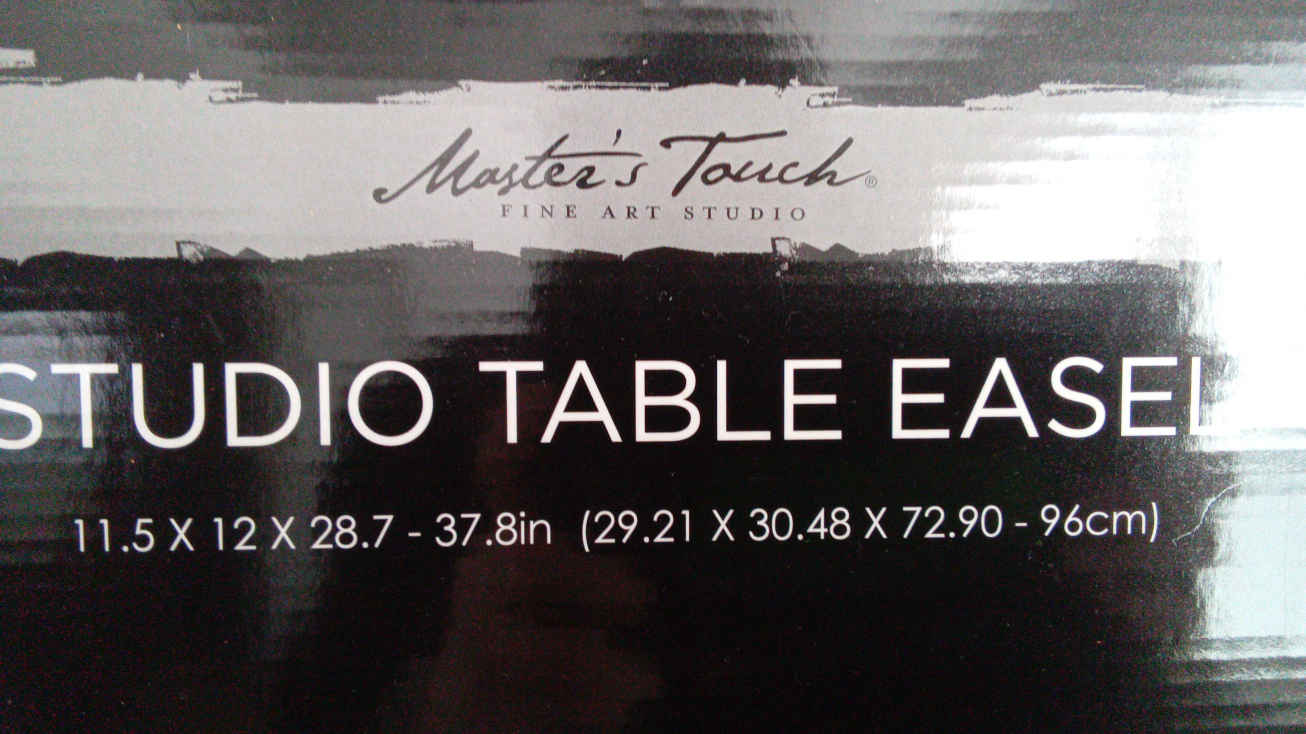 Master's Touch®
FINE ART STUDIO
STUDIO TABLE EASEL
11.5 X 12 X 28.7 - 37.8in (29.21 X 30.48 X 72.90 - 96cm)